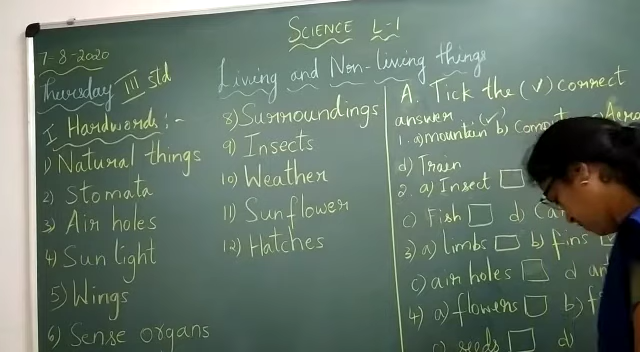 SCIENCE L-1
7-8-2020
Thursday III std
Living and Non-living things
I Hardwords:-
1) Natural things
2) Stomata
3) Air holes
4) Sun light
5) Wings
6) Sense organs
8) Surroundings
9) Insects
10) Weather
11) Sunflower
12) Hatches
A. Tick the (✓) correct
answer (✓)
1. a) mountain b)
d) Train
2. a) Insect
c) Fish d)
3) a) limbs b) fins
c) air holes d
4) a) flowers b)
c) seeds d)